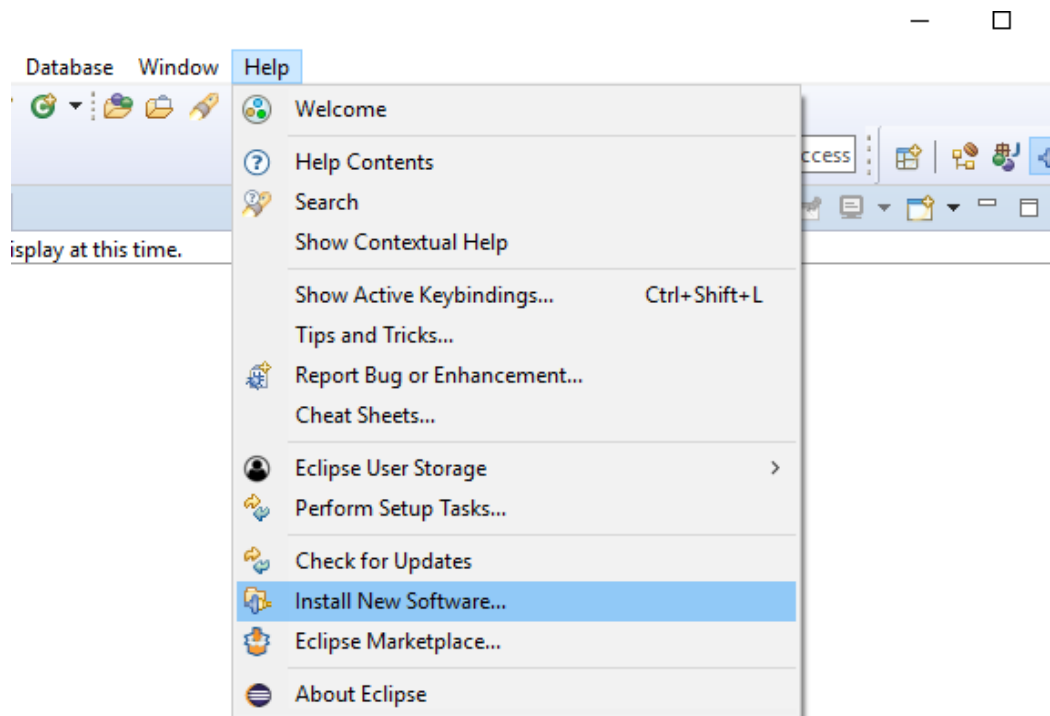 Database Window Help
Welcome
ccess
Help Contents
Search
Show Contextual Help
isplay at this time.
Show Active Keybindings... Ctrl+Shift+L
Tips and Tricks...
Report Bug or Enhancement...
Cheat Sheets...
Eclipse User Storage
Perform Setup Tasks...
Check for Updates
Install New Software...
Eclipse Marketplace...
About Eclipse